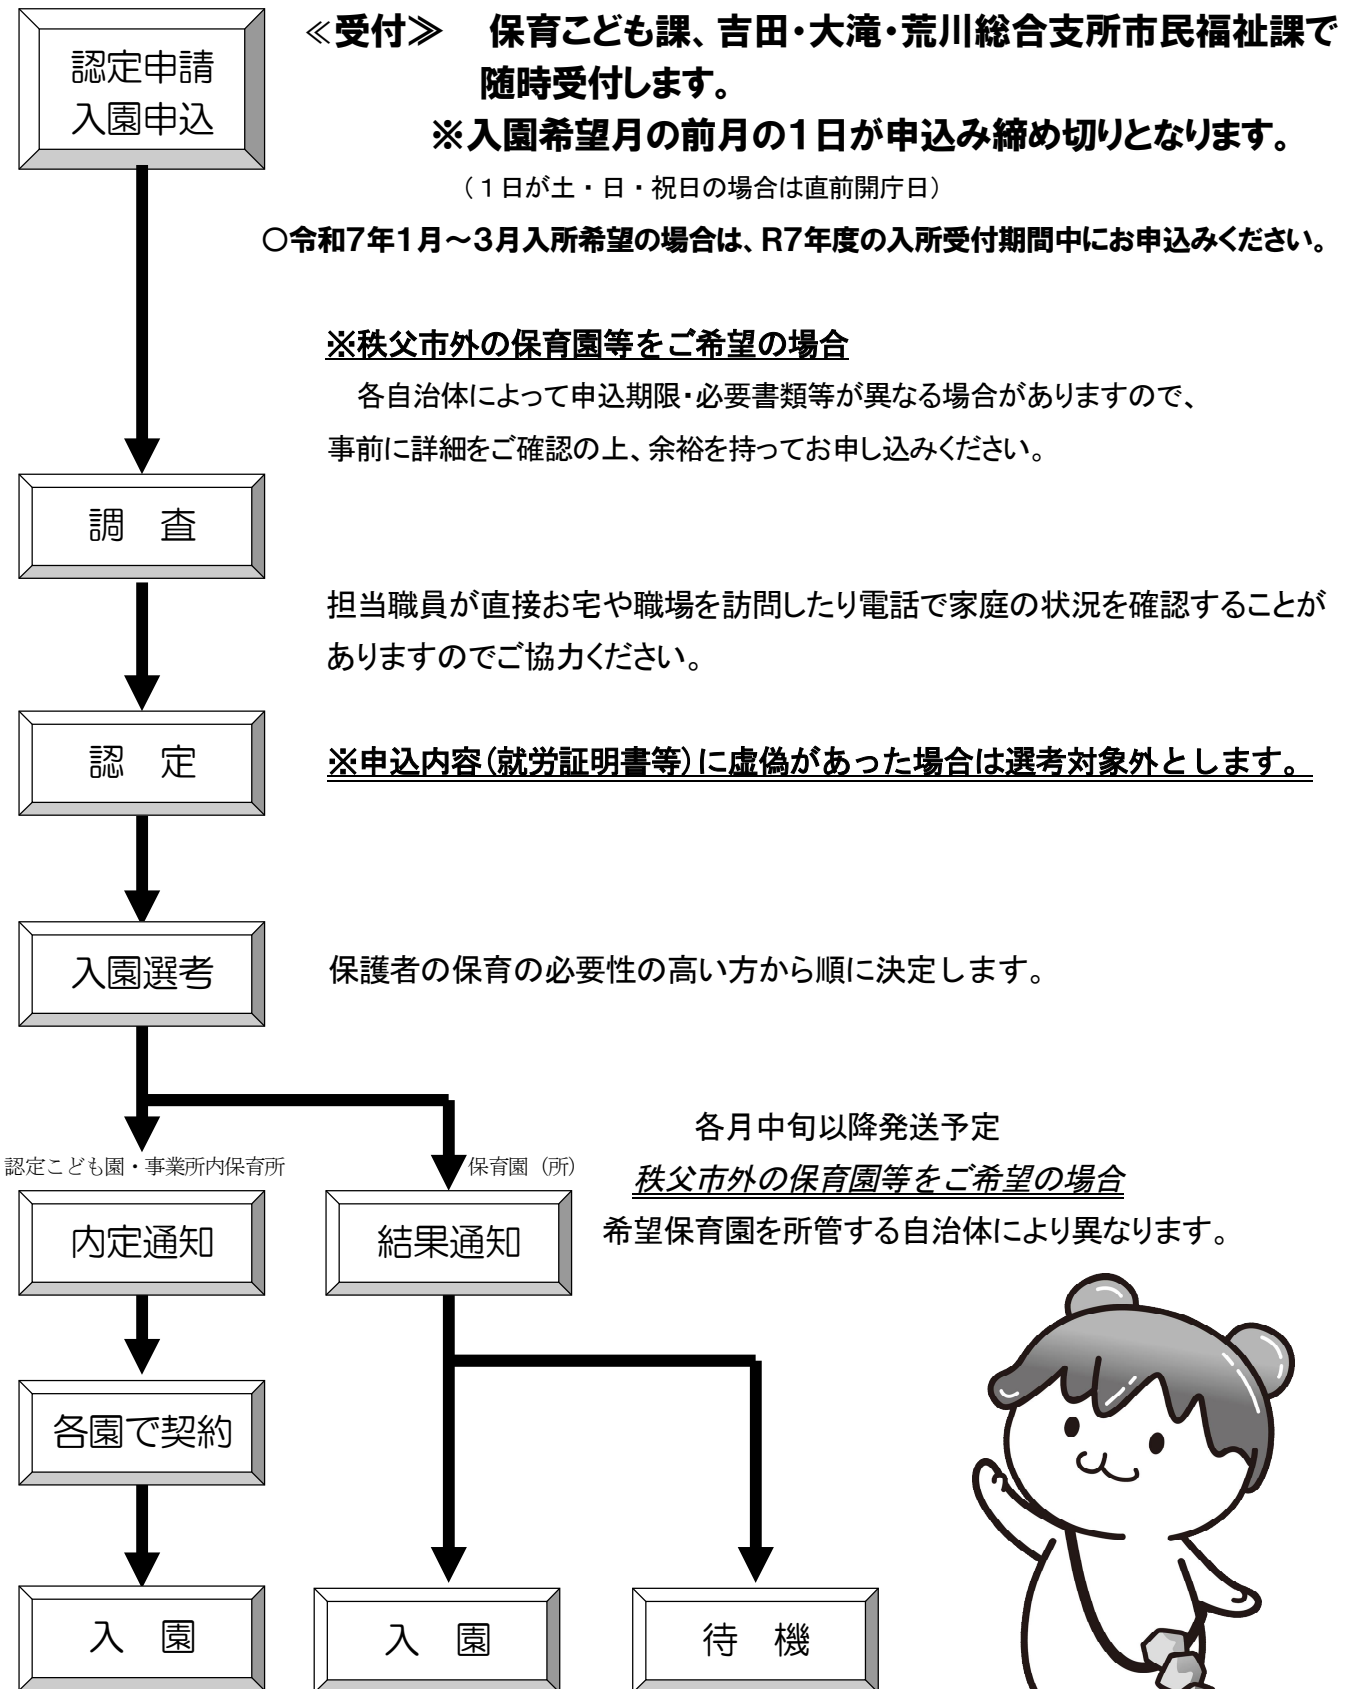 認定申請
入園申込
≪受付≫　保育こども課、吉田・大滝・荒川総合支所市民福祉課で
随時受付します。
※入園希望月の前月の１日が申込み締め切りとなります。
（１日が土・日・祝日の場合は直前開庁日）
○令和７年１月～３月入所希望の場合は、Ｒ７年度の入所受付期間中にお申込みください。
※秩父市外の保育園等をご希望の場合
各自治体によって申込期限・必要書類等が異なる場合がありますので、
事前に詳細をご確認の上、余裕を持ってお申し込みください。
調　査
担当職員が直接お宅や職場を訪問したり電話で家庭の状況を確認することが
ありますのでご協力ください。
認　定
※申込内容（就労証明書等）に虚偽があった場合は選考対象外とします。
入園選考
保護者の保育の必要性の高い方から順に決定します。
各月中旬以降発送予定
認定こども園・事業所内保育所
保育園（所）
秩父市外の保育園等をご希望の場合
内定通知
結果通知
希望保育園を所管する自治体により異なります。
各園で契約
入　園
入　園
待　機